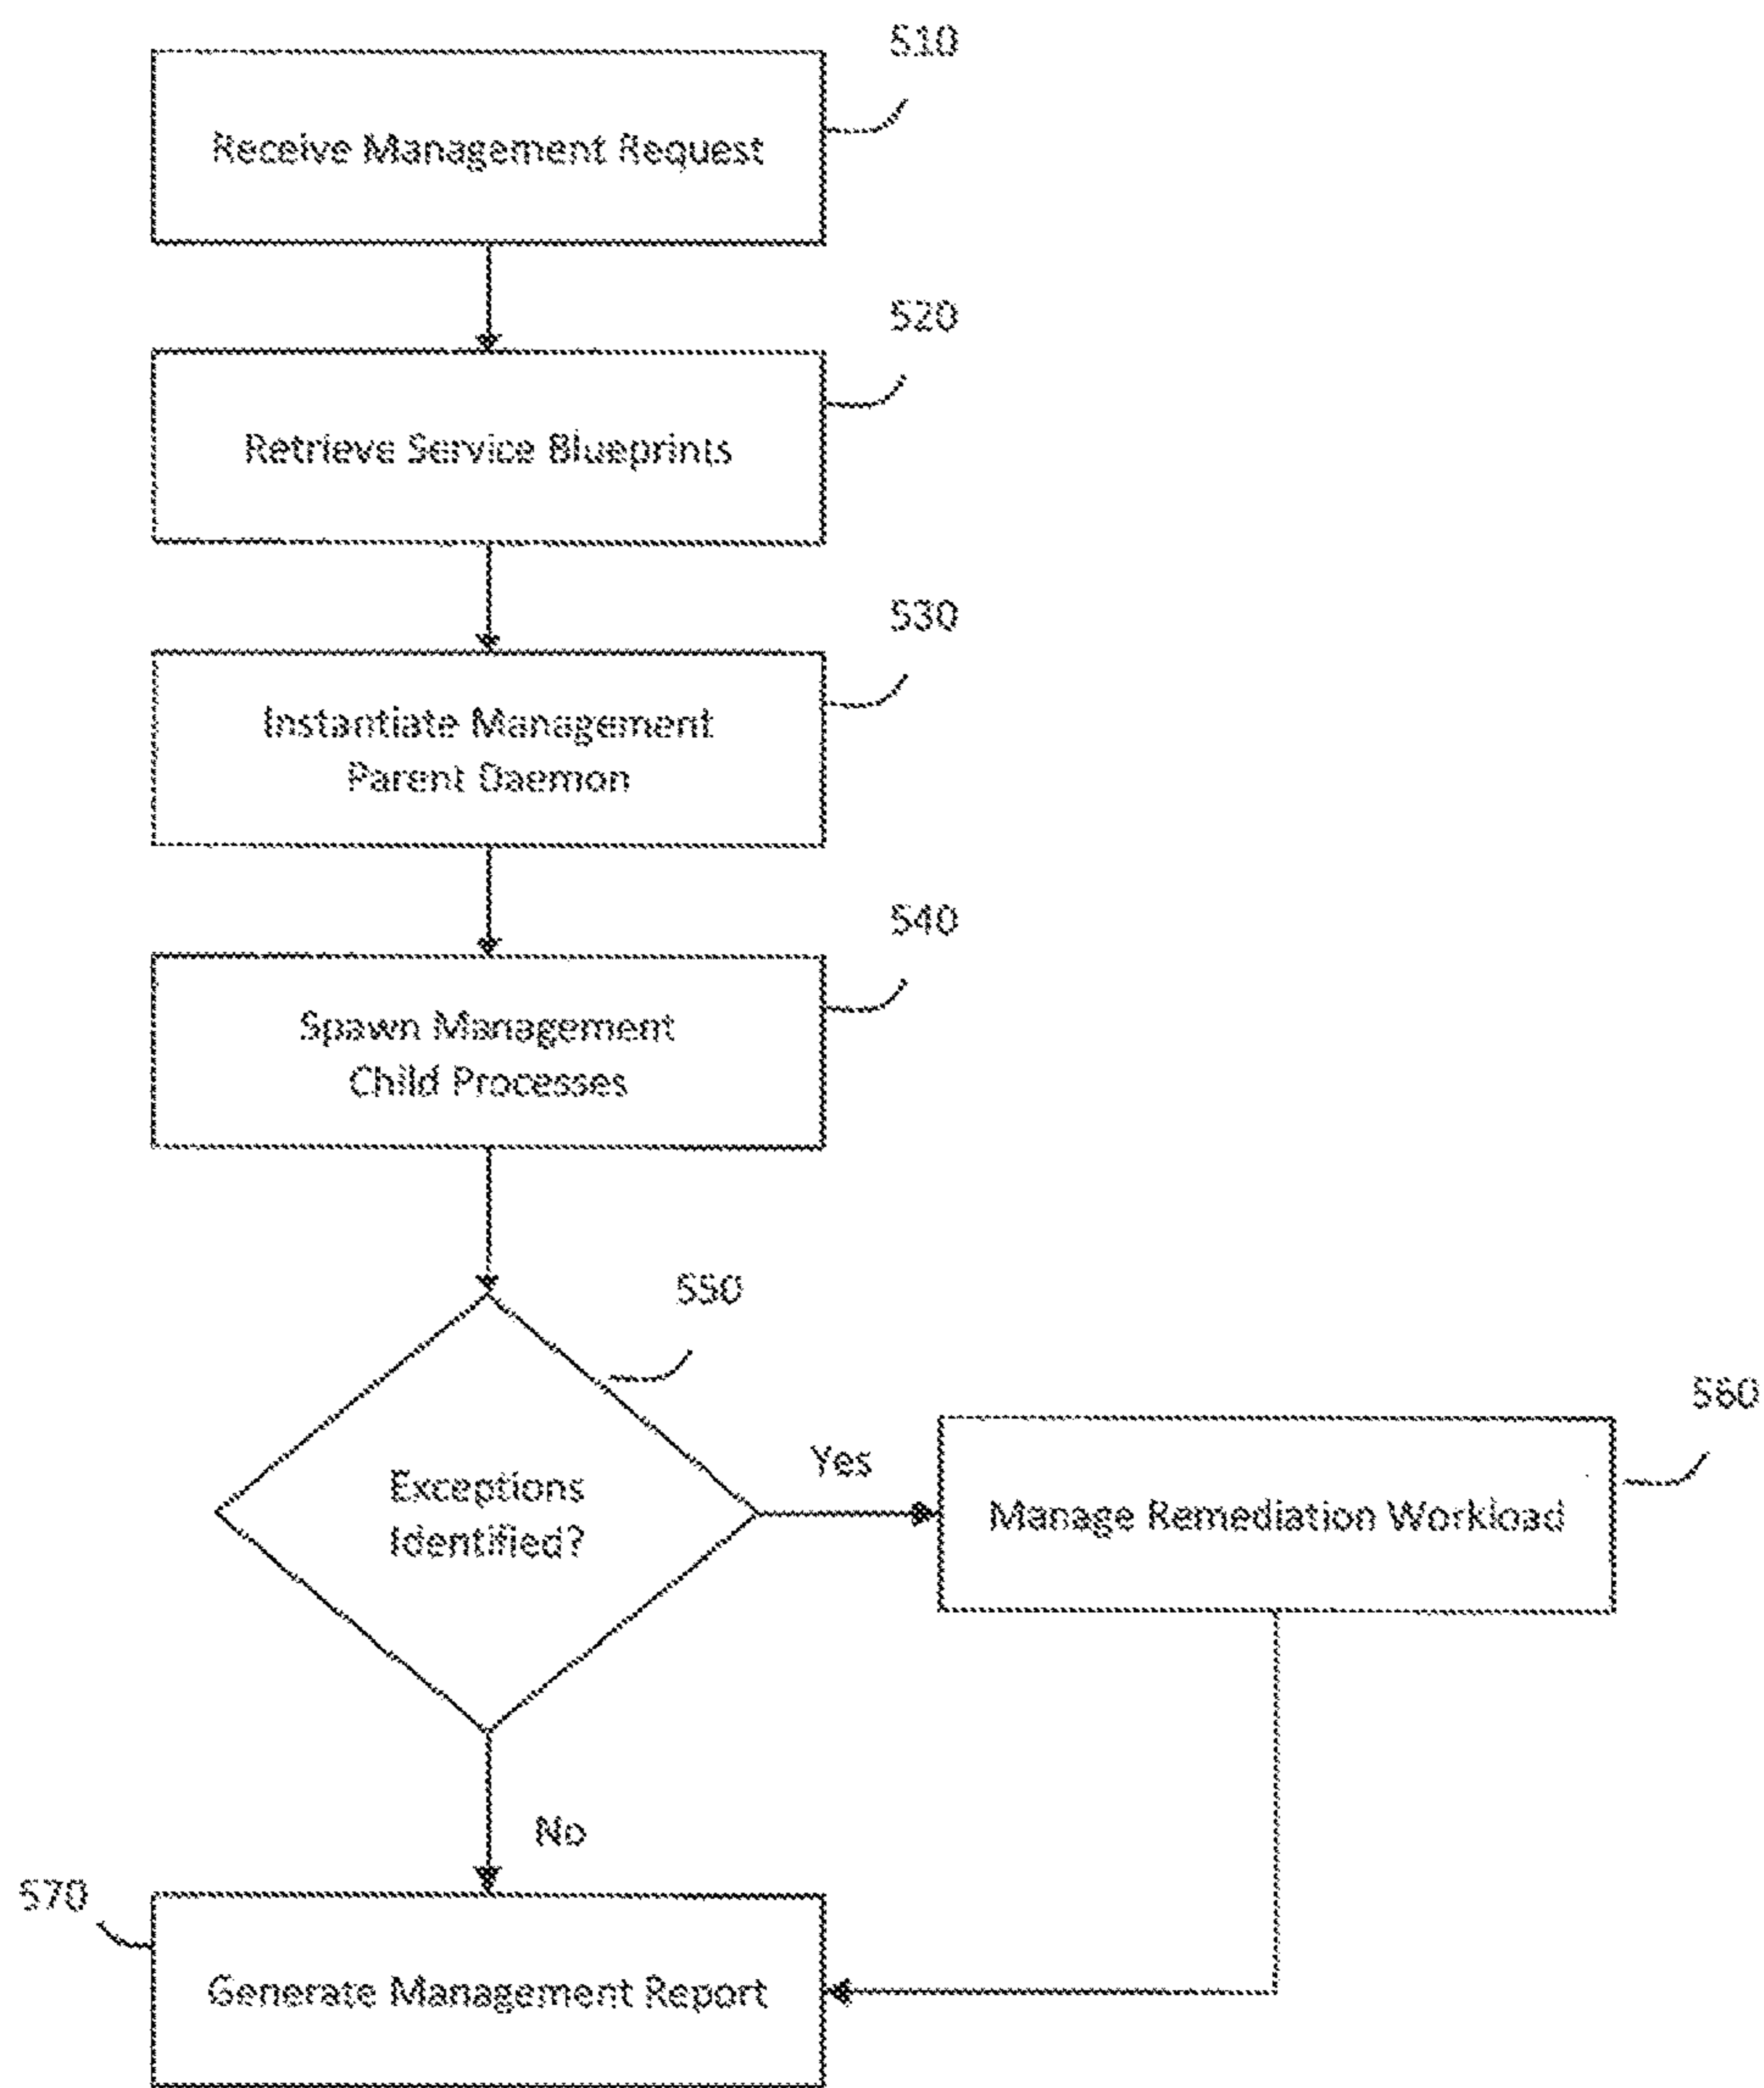 510
Receive Management Request
520
Retrieve Service Blueprints
530
Instantiate Management
Parent Daemon
540
Spawn Management
Child Processes
550
Exceptions
Identified?
Yes
560
Manage Remediation Workload
No
570
Generate Management Report